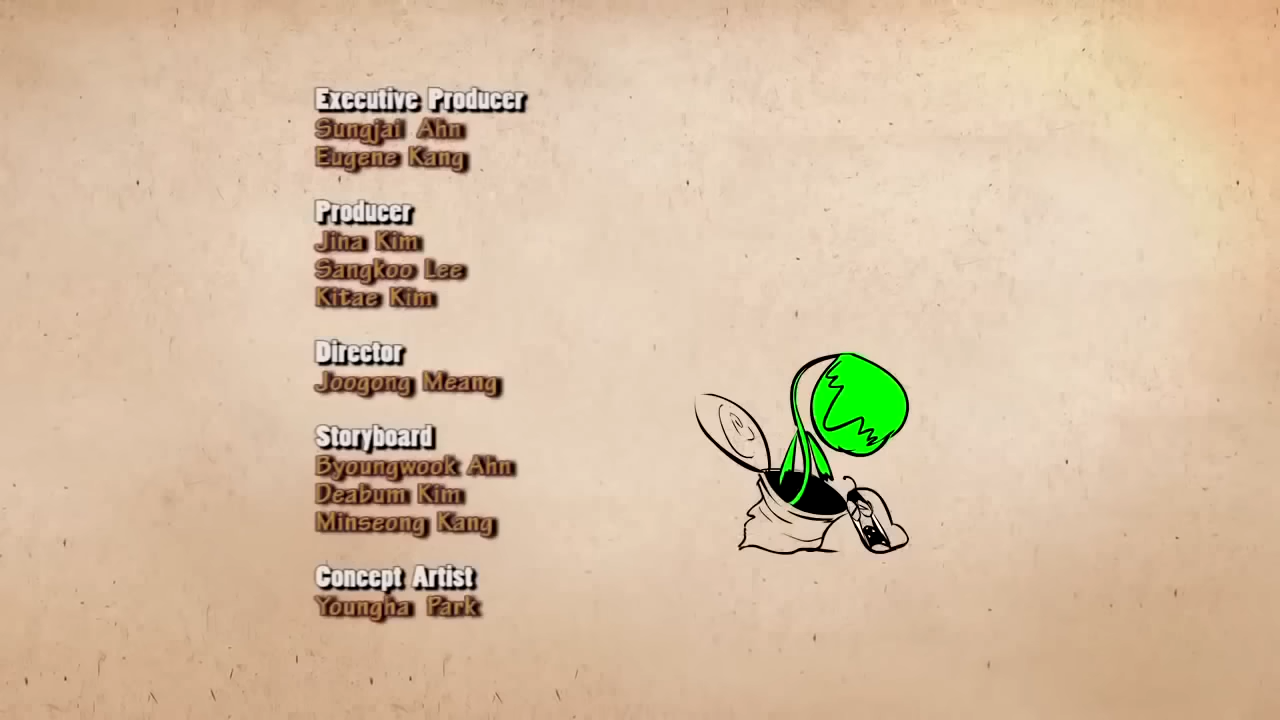 Executive Producer
Sungjai Ahn
Eugene Kang
Producer
Jina Kim
Sangkoo Lee
Kitae Kim
Director
Joogong Meang
Storyboard
Byoungwook Ahn
Deabum Kim
Minseong Kang
Concept Artist
Youngha Park